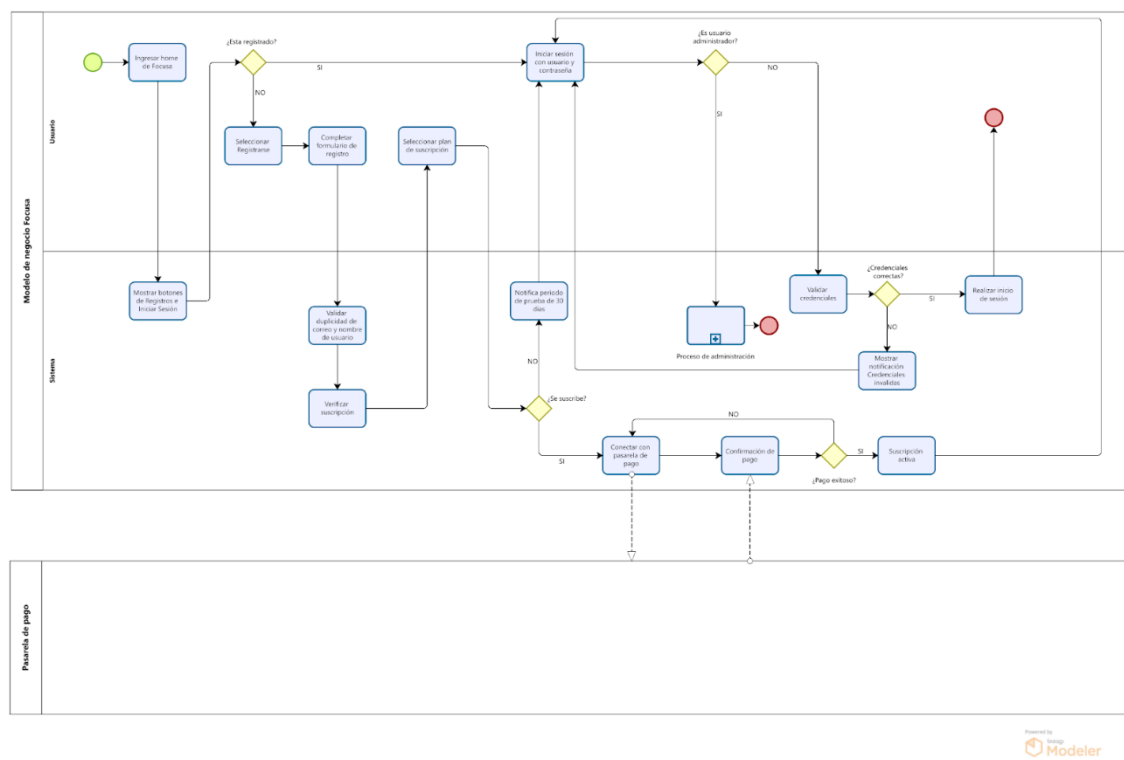 Modelo de negocio Focusa
Usuario
Ingresar home
de Focusa
¿Esta registrado?
SI
NO
Seleccionar
Registrarse
Completar
formulario de
registro
Seleccionar plan
de suscripción
Iniciar sesión
con usuario y
contraseña
¿Es usuario
administrador?
NO
SI
Sistema
Mostrar botones
de Registros e
Iniciar Sesión
Validar
duplicidad de
correo y nombre
de usuario
Verificar
suscripción
Notifica periodo
de prueba de 30
días
NO
¿Se suscribe?
SI
Proceso de administración
Validar
credenciales
¿Credenciales
correctas?
SI
NO
Realizar inicio
de sesión
Mostrar
notificación
Credenciales
invalidas
Conectar con
pasarela de
pago
NO
Confirmación de
pago
¿Pago exitoso?
SI
Suscripción
activa
Pasarela de pago
Powered by
bizagi
Modeler